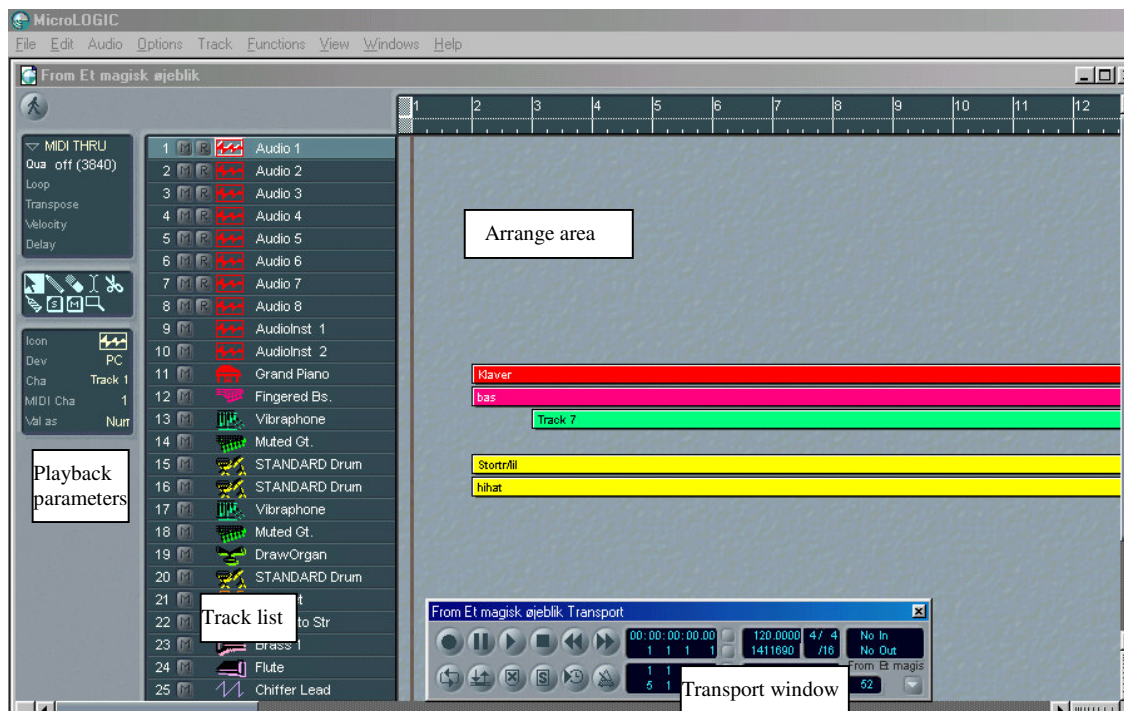 MicroLOGIC
File Edit Audio Options Track Functions View Windows Help
From Et magisk øjeblik
1 2 3 4 5 6 7 8 9 10 11 12
MIDI THRU
Qua off (3840)
Loop
Transpose
Velocity
Delay
Icon
Dev PC
Cha Track 1
MIDI Cha 1
Val as Num
Playback
parameters
1 M R Audio 1
2 M R Audio 2
3 M R Audio 3
4 M R Audio 4
5 M R Audio 5
6 M R Audio 6
7 M R Audio 7
8 M R Audio 8
9 M AudioInst 1
10 M AudioInst 2
11 M Grand Piano
12 M Fingered Bs.
13 M Vibraphone
14 M Muted Gt.
15 M STANDARD Drum
16 M STANDARD Drum
17 M Vibraphone
18 M Muted Gt.
19 M DrawOrgan
20 M STANDARD Drum
21 M
22 M to Str
23 M Brass 1
24 M Flute
25 M Chiffer Lead
Track list
Arrange area
Klaver
bas
Track 7
Stortr/lil
hihat
From Et magisk øjeblik Transport
00:00:00:00.00
1 1 1 1
120.0000 4/ 4
1411690 /16
No In
No Out
1 1
5 1
From Et magis
52
Transport window